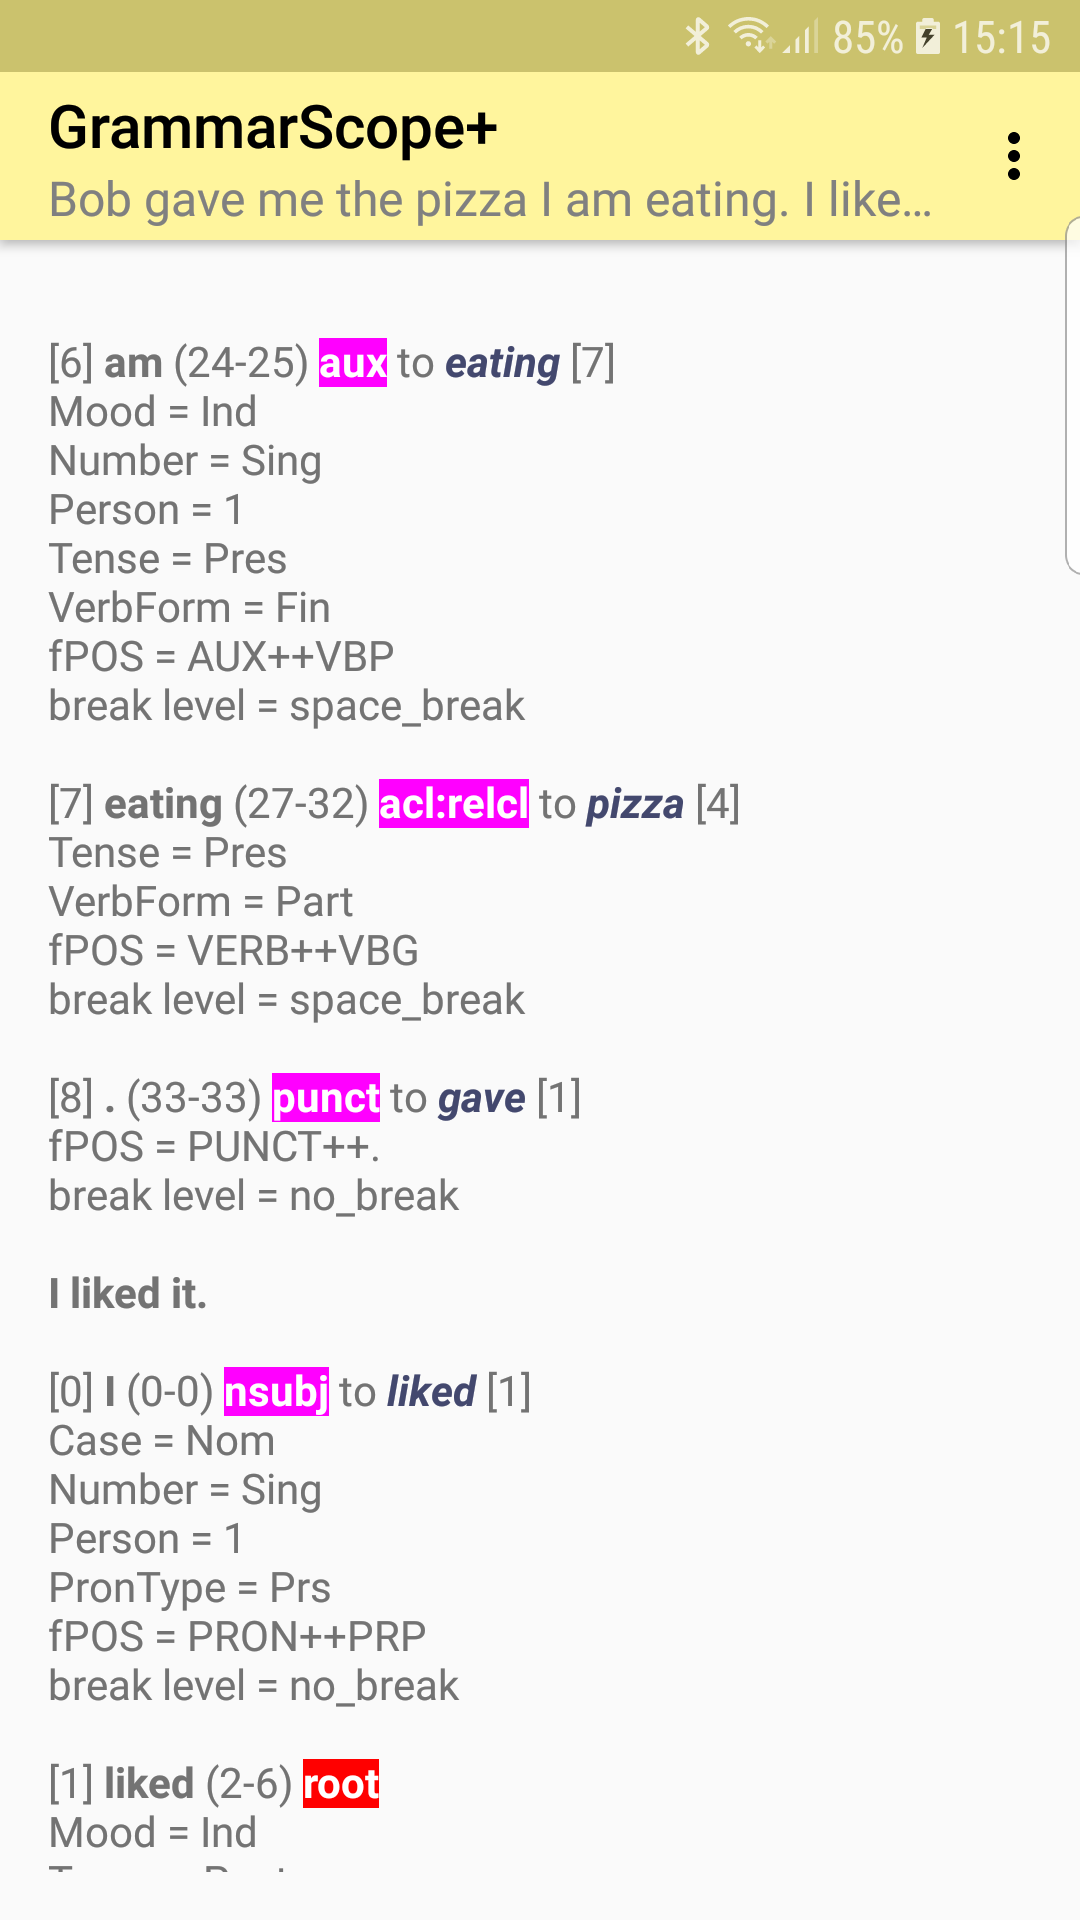 85% 15:15
GrammarScope+
Bob gave me the pizza I am eating. I like...
[6] am (24-25) aux to eating [7]
Mood = Ind
Number = Sing
Person = 1
Tense = Pres
VerbForm = Fin
fPOS = AUX++VBP
break level = space_break
[7] eating (27-32) acl:relcl to pizza [4]
Tense = Pres
VerbForm = Part
fPOS = VERB++VBG
break level = space_break
[8] . (33-33) punct to gave [1]
fPOS = PUNCT++.
break level = no_break
I liked it.
[0] I (0-0) nsubj to liked [1]
Case = Nom
Number = Sing
Person = 1
PronType = Prs
fPOS = PRON++PRP
break level = no_break
[1] liked (2-6) root
Mood = Ind